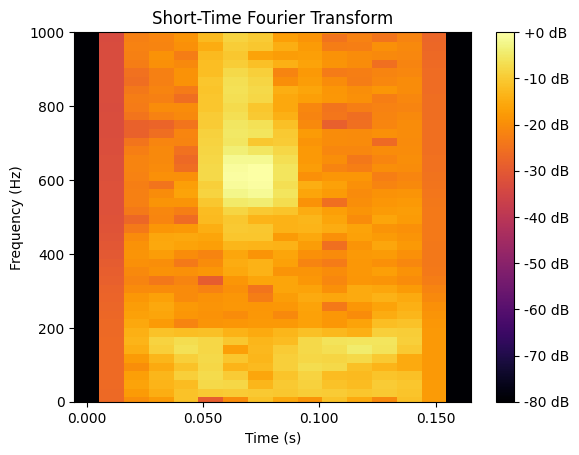 Short-Time Fourier Transform
Frequency (Hz)
1000
800
600
400
200
0
0.000
0.050
0.100
0.150
Time (s)
+0 dB
-10 dB
-20 dB
-30 dB
-40 dB
-50 dB
-60 dB
-70 dB
-80 dB